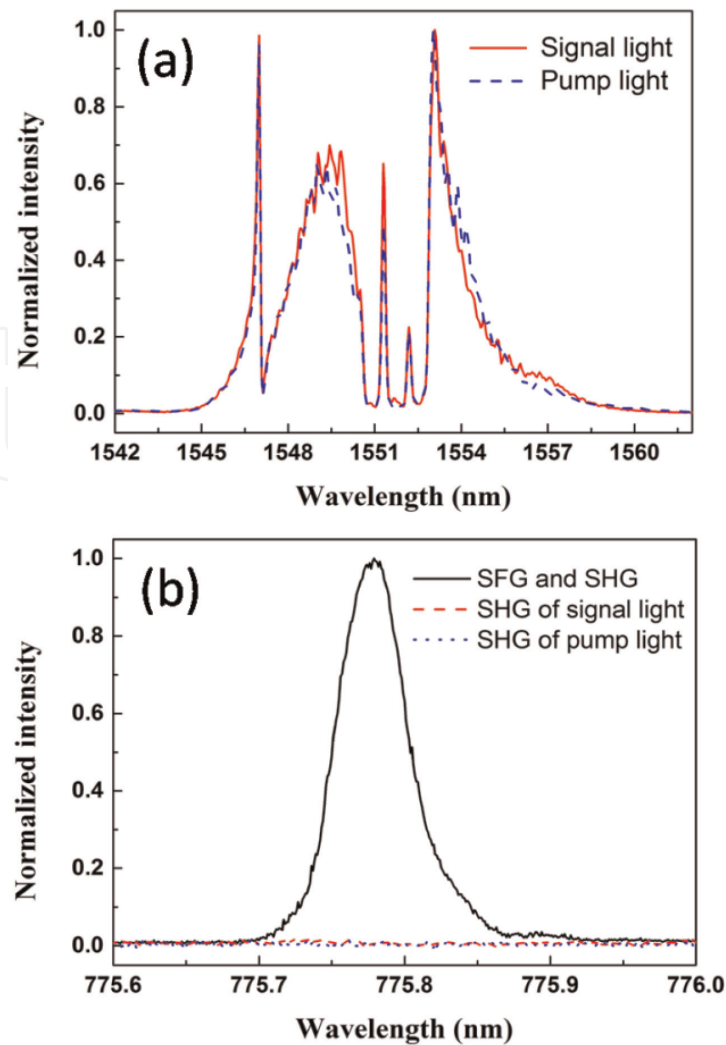 (a)
Signal light
Pump light
Normalized intensity
1.0
0.8
0.6
0.4
0.2
0.0
1542 1545 1548 1551 1554 1557 1560
Wavelength (nm)
(b)
SFG and SHG
SHG of signal light
SHG of pump light
Normalized intensity
1.0
0.8
0.6
0.4
0.2
0.0
775.6 775.7 775.8 775.9 776.0
Wavelength (nm)